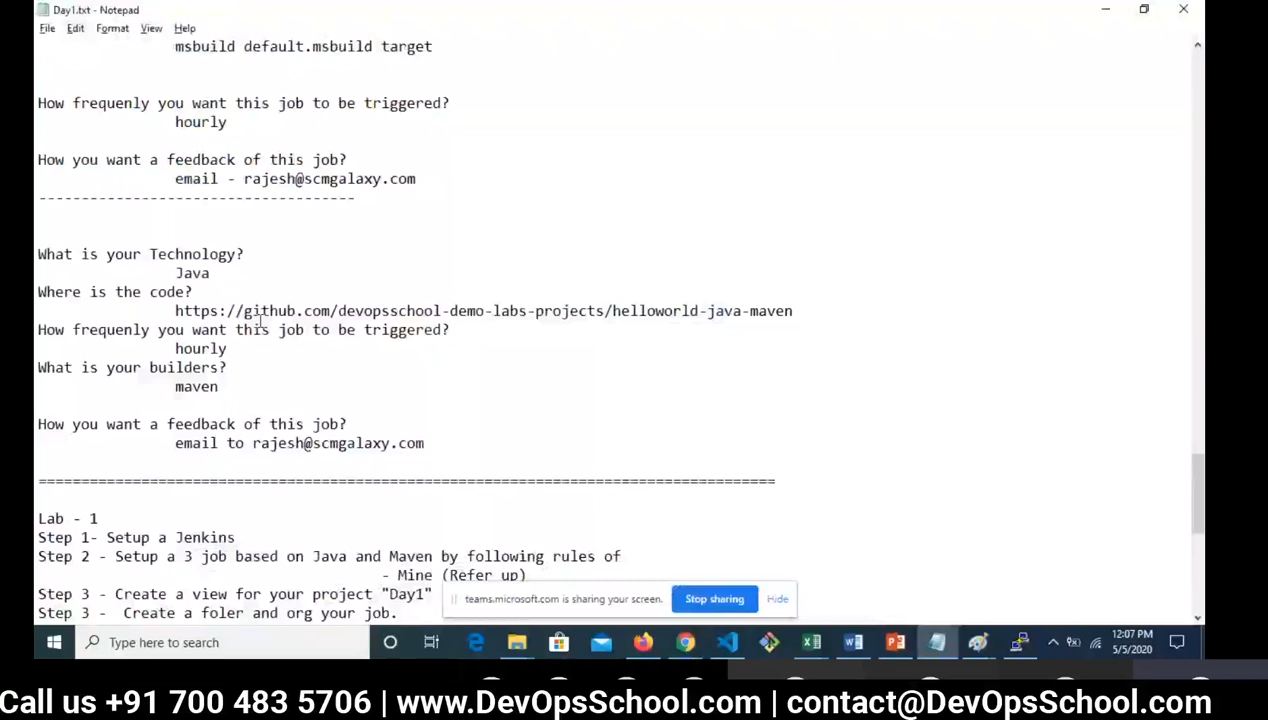 Day1.txt - Notepad
File Edit Format View Help
msbuild default.msbuild target
How frequenly you want this job to be triggered?
hourly
How you want a feedback of this job?
email - rajesh@scmgalaxy.com
-------------------------------------
What is your Technology?
Java
Where is the code?
https://github.com/devopsschool-demo-labs-projects/helloworld-java-maven
How frequenly you want this job to be triggered?
hourly
What is your builders?
maven
How you want a feedback of this job?
email to rajesh@scmgalaxy.com
======================================================================================
Lab - 1
Step 1- Setup a Jenkins
Step 2 - Setup a 3 job based on Java and Maven by following rules of
- Mine (Refer up)
Step 3 - Create a view for your project "Day1"
teams.microsoft.com is sharing your screen. Stop sharing Hide
Step 3 -  Create a foler and org your job.
Type here to search
12:07 PM
5/5/2020
Call us +91 700 483 5706 | www.DevOpsSchool.com | contact@DevOpsSchool.com